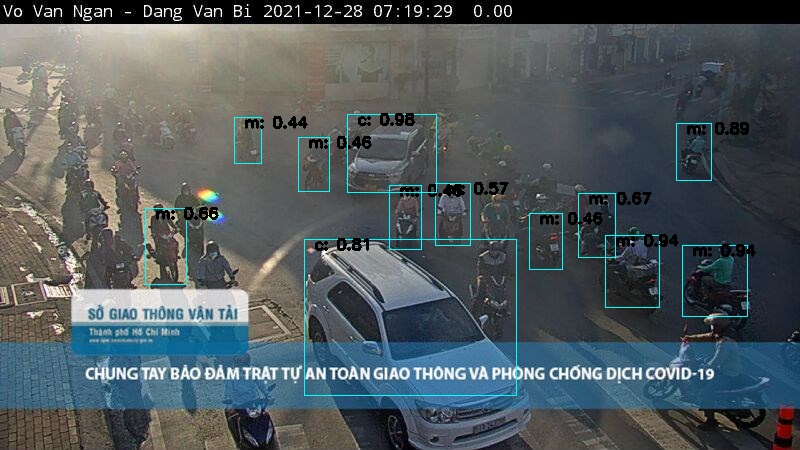 Vo Van Ngan - Dang Van Bi 2021-12-28 07:19:29 0.00
m: 0.44
m: 0.46
c: 0.98
m: 0.89
c: 0.57
m: 0.67
m: 0.66
m: 0.46
c: 0.81
m: 0.94
m: 0.94
SỞ GIAO THÔNG VẬN TẢI
Thành phố Hồ Chí Minh
CHUNG TAY BẢO ĐẢM TRẬT TỰ AN TOÀN GIAO THÔNG VÀ PHÒNG CHỐNG DỊCH COVID-19